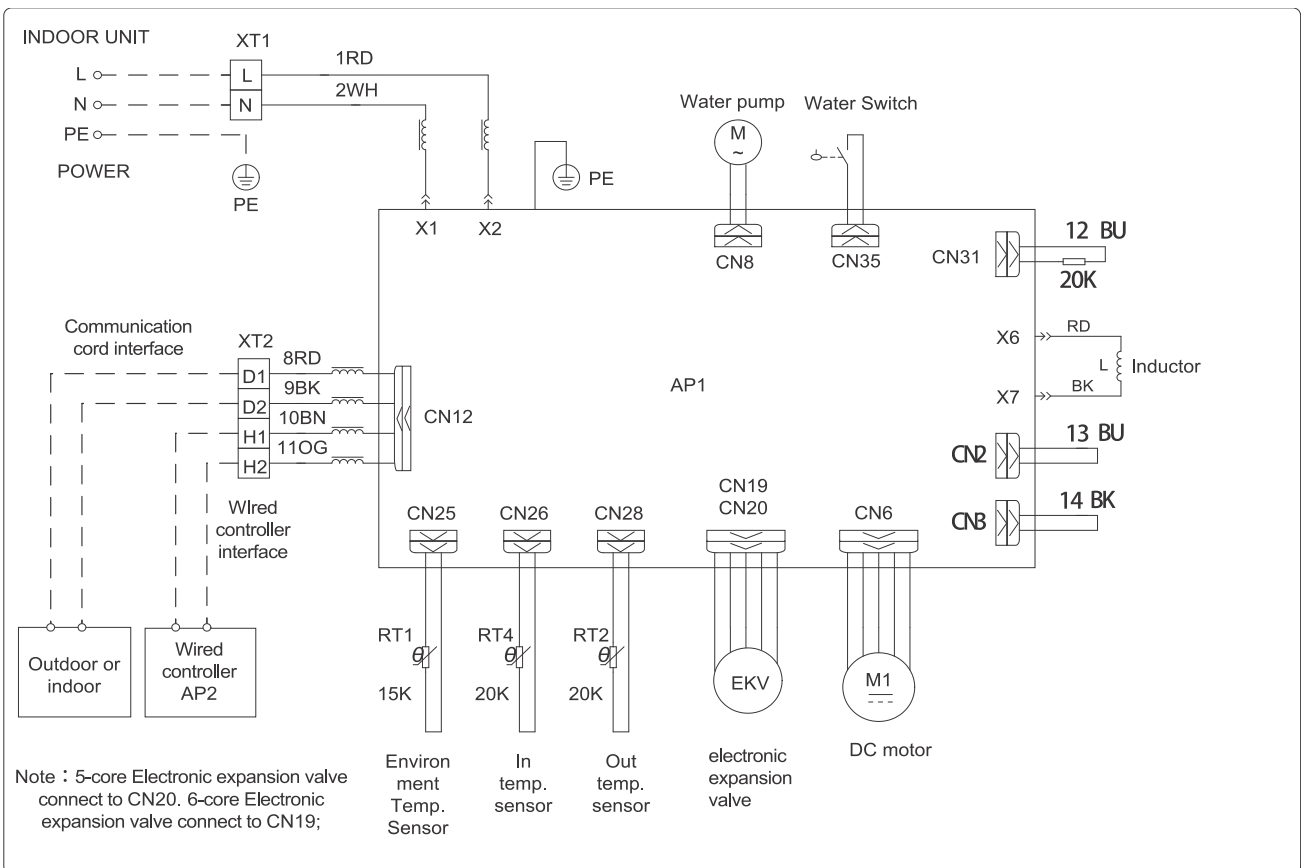 INDOOR UNIT
XT1
L
L
1RD
N
N
2WH
PE
POWER
PE
PE
X1
X2
Water pump
Water Switch
M
~
CN8
CN35
CN31
12 BU
20K
Communication
cord interface
XT2
D1
8RD
D2
9BK
H1
10BN
H2
11OG
CN12
WIred
controller
interface
AP1
X6
RD
L
Inductor
X7
BK
CN2
13 BU
CN3
14 BK
CN25
CN26
CN28
CN19
CN20
CN6
Outdoor or
indoor
Wired
controller
AP2
RT1
θ
15K
RT4
θ
20K
RT2
θ
20K
EKV
M1
Environ
ment
Temp.
Sensor
In
temp.
sensor
Out
temp.
sensor
electronic
expansion
valve
DC motor
Note：5-core Electronic expansion valve
connect to CN20. 6-core Electronic
expansion valve connect to CN19;